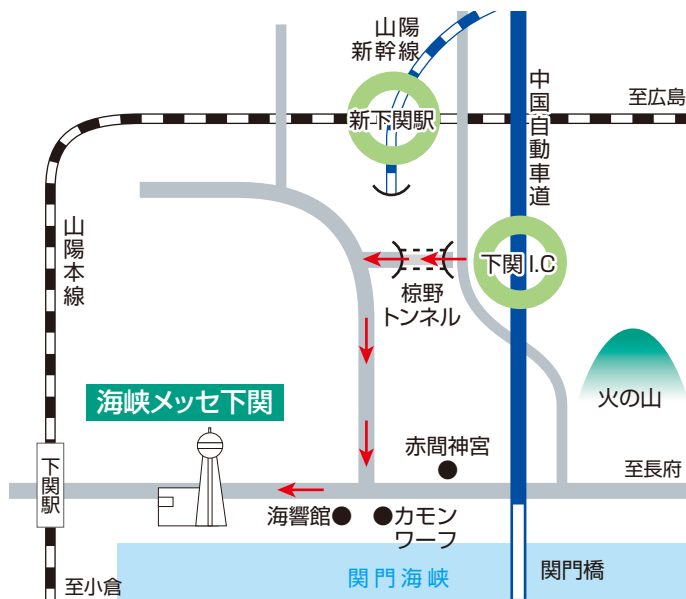 山陽
新幹線
中国自動車道
至広島
新下関駅
山陽本線
下関 I.C
椋野
トンネル
火の山
海峡メッセ下関
赤間神宮
至長府
下関駅
海響館
カモン
ワーフ
関門海峡
関門橋
至小倉